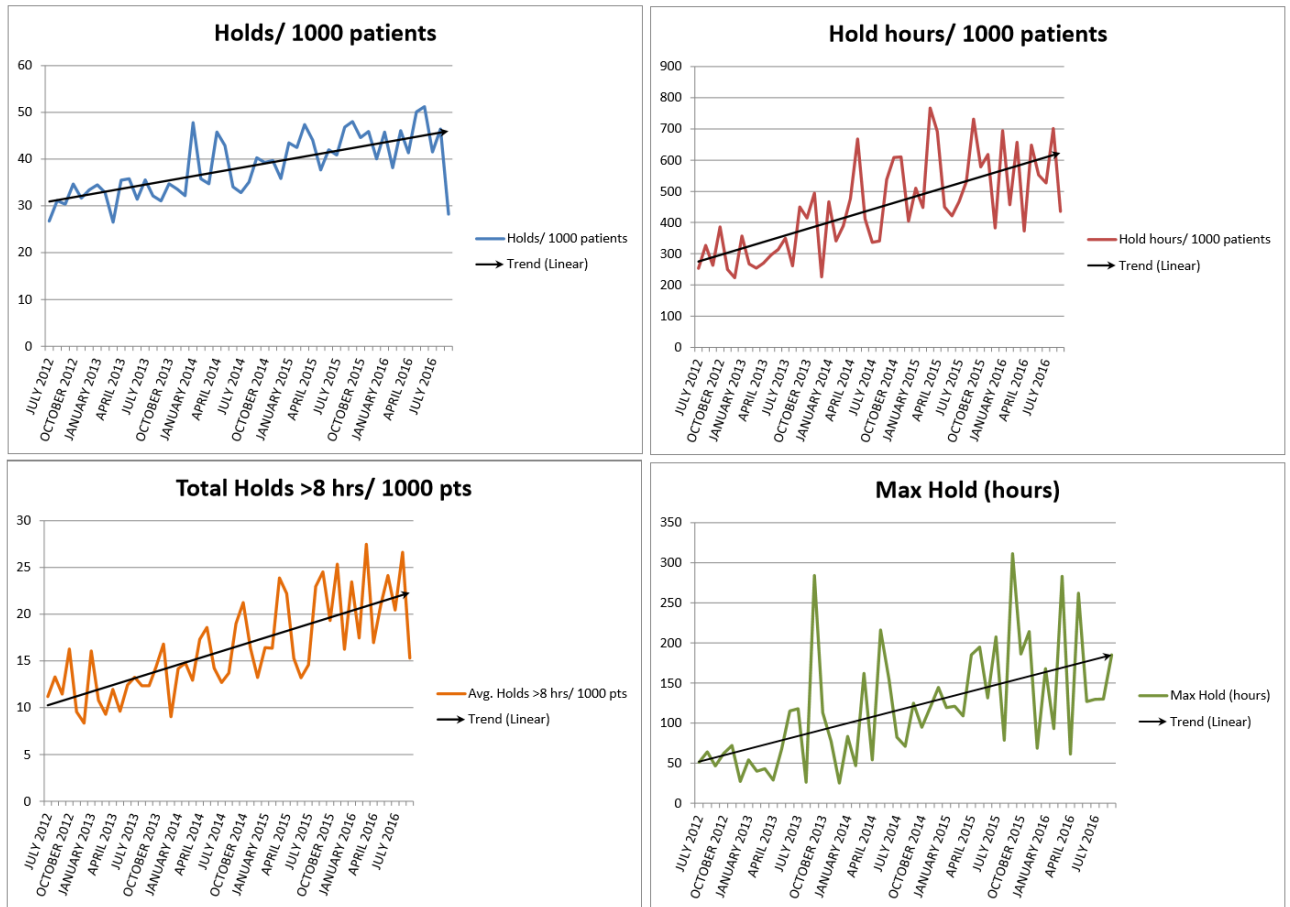 Holds/ 1000 patients
60
50
40
30
20
10
0
JULY 2012
OCTOBER 2012
JANUARY 2013
APRIL 2013
JULY 2013
OCTOBER 2013
JANUARY 2014
APRIL 2014
JULY 2014
OCTOBER 2014
JANUARY 2015
APRIL 2015
JULY 2015
OCTOBER 2015
JANUARY 2016
APRIL 2016
JULY 2016
Holds/ 1000 patients
Trend (Linear)
Hold hours/ 1000 patients
900
800
700
600
500
400
300
200
100
0
JULY 2012
OCTOBER 2012
JANUARY 2013
APRIL 2013
JULY 2013
OCTOBER 2013
JANUARY 2014
APRIL 2014
JULY 2014
OCTOBER 2014
JANUARY 2015
APRIL 2015
JULY 2015
OCTOBER 2015
JANUARY 2016
APRIL 2016
JULY 2016
Hold hours/ 1000 patients
Trend (Linear)
Total Holds >8 hrs/ 1000 pts
30
25
20
15
10
5
0
JULY 2012
OCTOBER 2012
JANUARY 2013
APRIL 2013
JULY 2013
OCTOBER 2013
JANUARY 2014
APRIL 2014
JULY 2014
OCTOBER 2014
JANUARY 2015
APRIL 2015
JULY 2015
OCTOBER 2015
JANUARY 2016
APRIL 2016
JULY 2016
Avg. Holds >8 hrs/ 1000 pts
Trend (Linear)
Max Hold (hours)
350
300
250
200
150
100
50
0
JULY 2012
OCTOBER 2012
JANUARY 2013
APRIL 2013
JULY 2013
OCTOBER 2013
JANUARY 2014
APRIL 2014
JULY 2014
OCTOBER 2014
JANUARY 2015
APRIL 2015
JULY 2015
OCTOBER 2015
JANUARY 2016
APRIL 2016
JULY 2016
Max Hold (hours)
Trend (Linear)